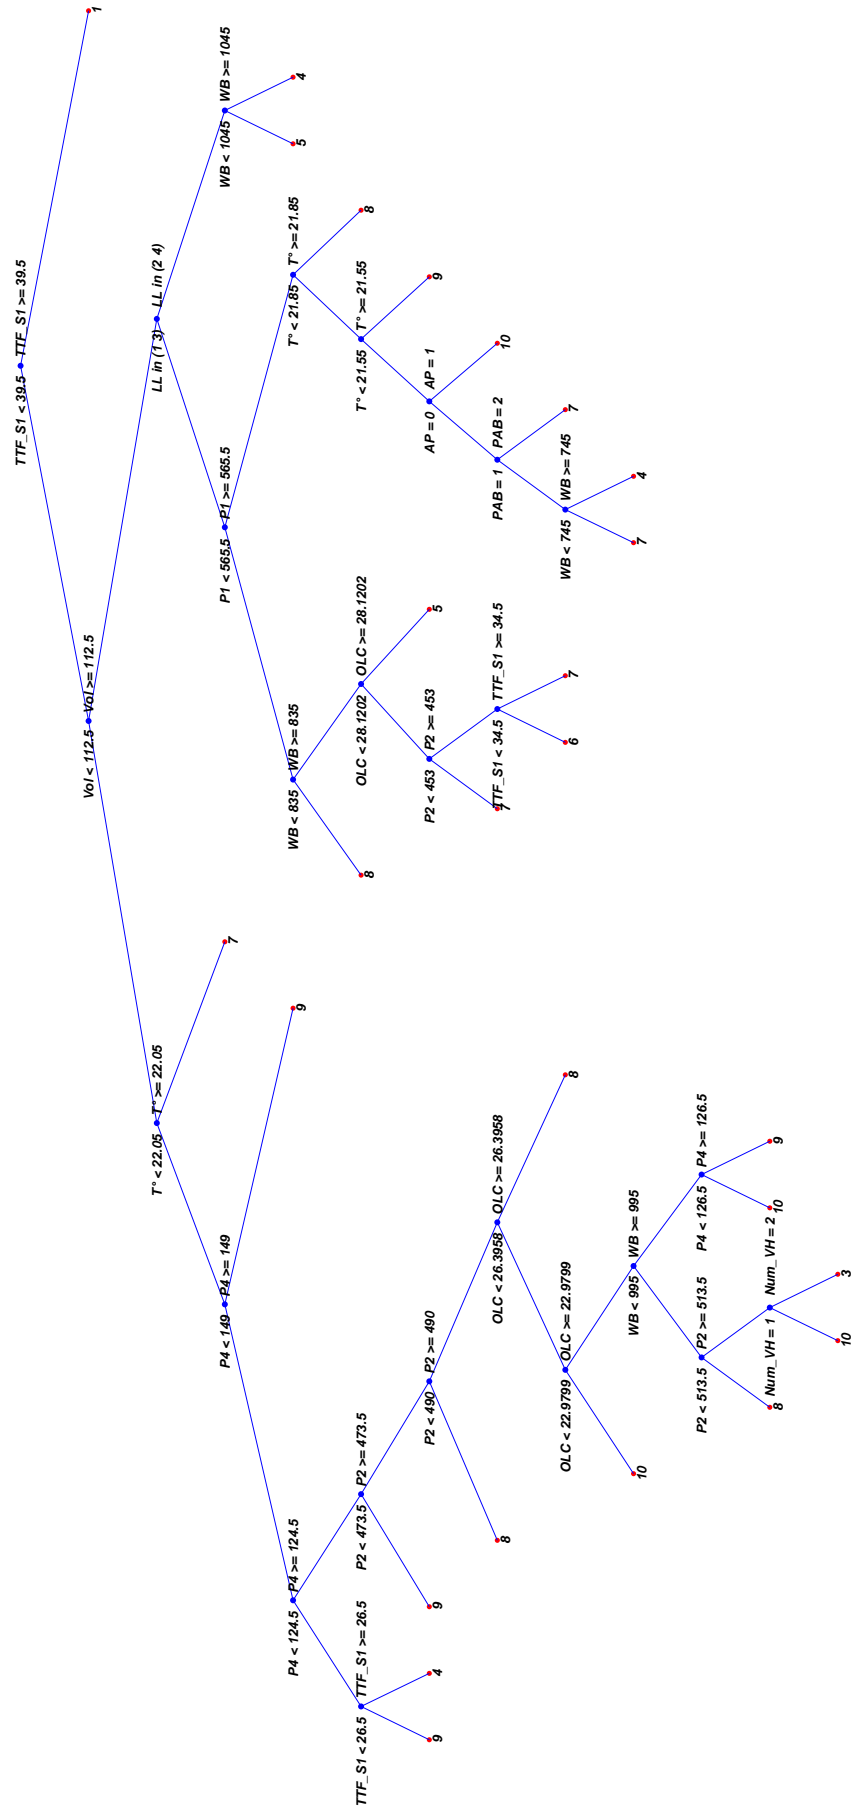 TTF_S1 < 39.5 TTF_S1 >= 39.5
1
Vol < 112.5 Vol >= 112.5
T° < 22.05 T° >= 22.05
LL in (1 3) LL in (2 4)
P4 < 149 P4 >= 149
7
P1 < 565.5 P1 >= 565.5
WB < 1045 WB >= 1045
P4 < 124.5 P4 >= 124.5
9
WB < 835 WB >= 835
T° < 21.85 T° >= 21.85
5
4
TTF_S1 < 26.5 TTF_S1 >= 26.5
P2 < 473.5 P2 >= 473.5
8
OLC < 28.1202 OLC >= 28.1202
T° < 21.55 T° >= 21.55
8
9
4
9
P2 < 490 P2 >= 490
P2 < 453 P2 >= 453
5
AP = 0 AP = 1
9
8
OLC < 26.3958 OLC >= 26.3958
7
TTF_S1 < 34.5 TTF_S1 >= 34.5
PAB = 1 PAB = 2
10
OLC < 22.9799 OLC >= 22.9799
8
6
7
WB < 745 WB >= 745
7
10
WB < 995 WB >= 995
7
4
P2 < 513.5 P2 >= 513.5
P4 < 126.5 P4 >= 126.5
8
Num_VH = 1 Num_VH = 2
10
9
10
3